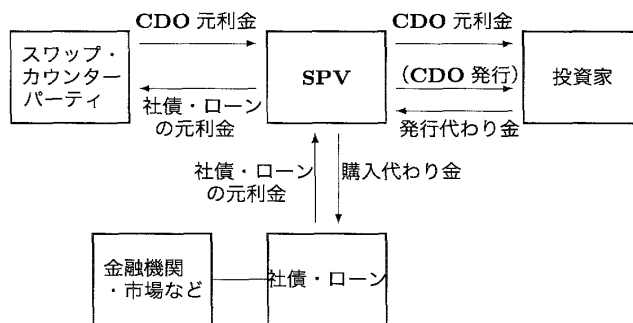 CDO 元利金
CDO 元利金
スワップ・
カウンター
パーティ
SPV
(CDO 発行)
投資家
社債・ローン
の元利金
発行代わり金
社債・ローン
の元利金
購入代わり金
金融機関
・市場など
社債・ローン